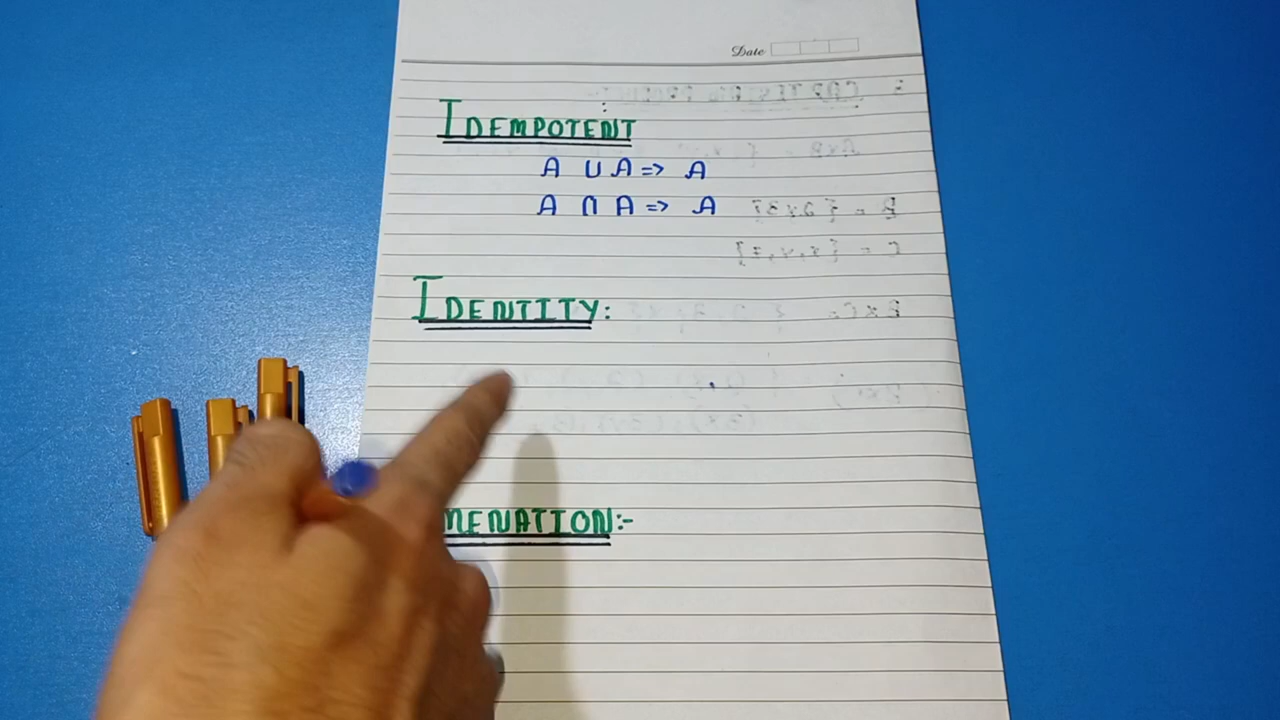 Date
IDEMPOTENT :
A U A => A
A ∩ A => A
IDENTITY:
MENATION:-